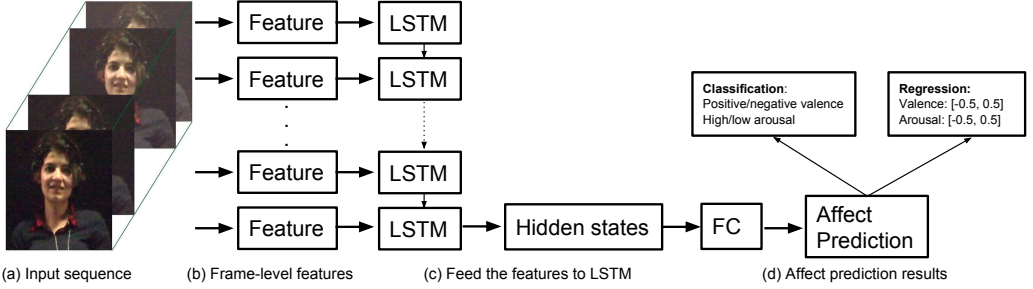 Feature
LSTM
Feature
LSTM
Feature
LSTM
Feature
LSTM
Hidden states
FC
Affect
Prediction
Classification:
Positive/negative valence
High/low arousal
Regression:
Valence: [-0.5, 0.5]
Arousal: [-0.5, 0.5]
(a) Input sequence
(b) Frame-level features
(c) Feed the features to LSTM
(d) Affect prediction results